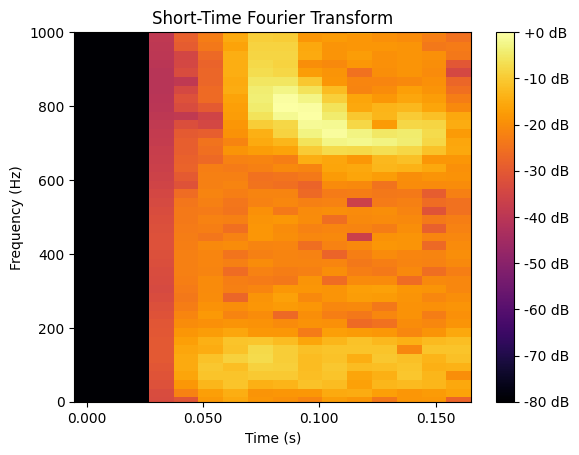 Short-Time Fourier Transform
Frequency (Hz)
1000
800
600
400
200
0
0.000
0.050
0.100
0.150
Time (s)
+0 dB
-10 dB
-20 dB
-30 dB
-40 dB
-50 dB
-60 dB
-70 dB
-80 dB